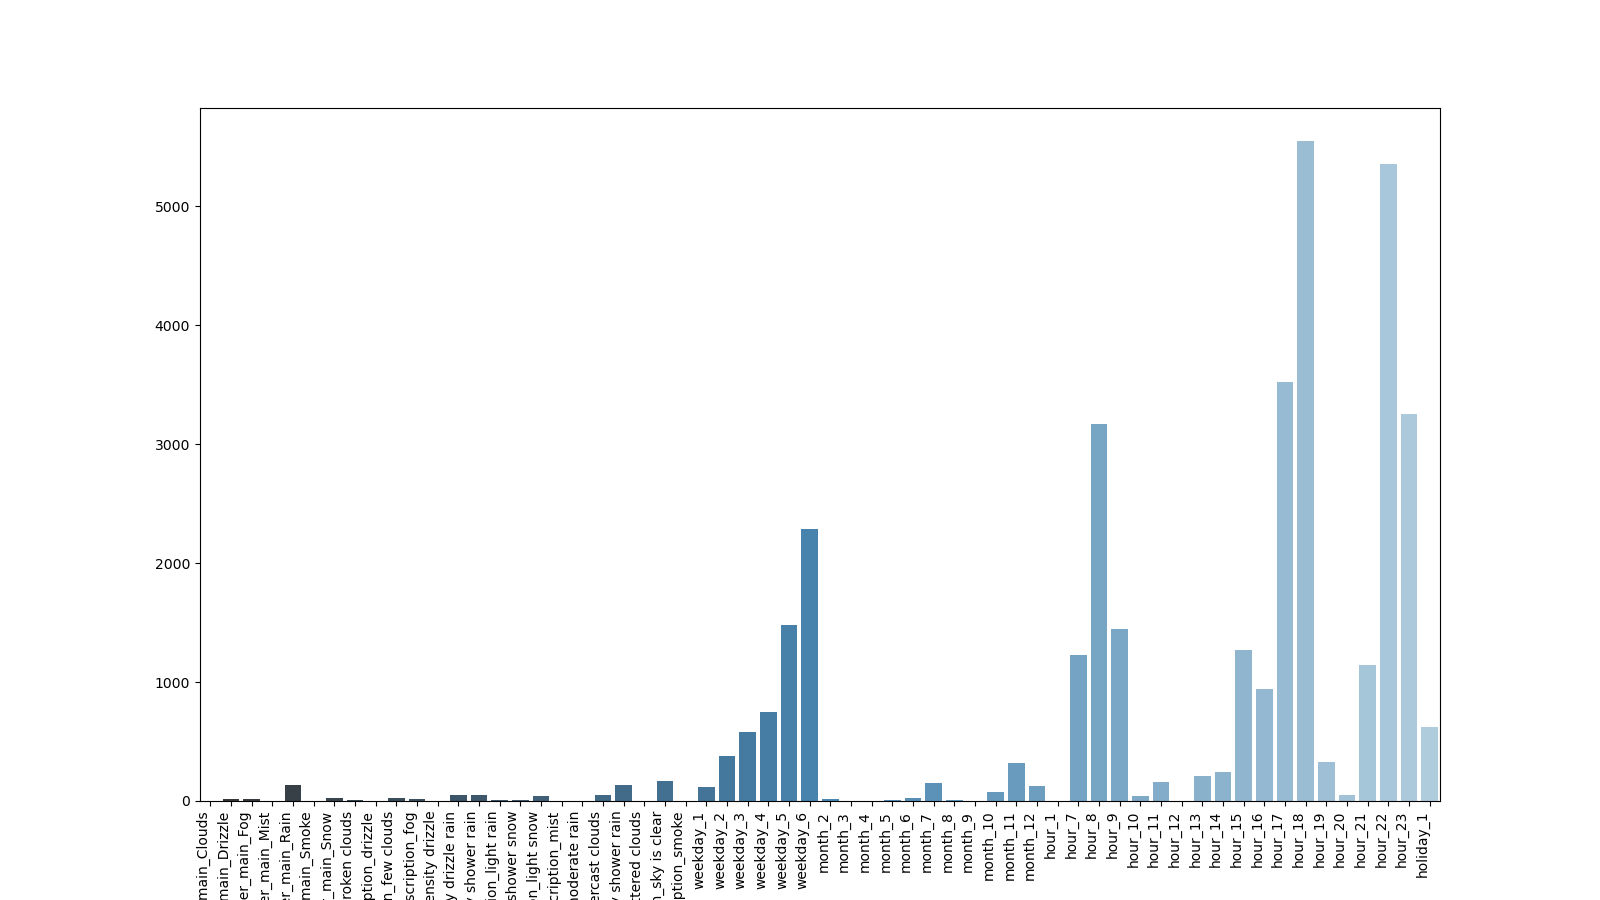 5000
4000
3000
2000
1000
0
main_Clouds
main_Drizzle
er_main_Fog
er_main_Mist
er_main_Rain
main_Smoke
r_main_Snow
roken clouds
ption_drizzle
n_few clouds
scription_fog
ensity drizzle
y drizzle rain
y shower rain
ion_light rain
shower snow
n_light snow
cription_mist
noderate rain
ercast clouds
y shower rain
ttered clouds
n_sky is clear
ption_smoke
weekday_1
weekday_2
weekday_3
weekday_4
weekday_5
weekday_6
month_2
month_3
month_4
month_5
month_6
month_7
month_8
month_9
month_10
month_11
month_12
hour_1
hour_7
hour_8
hour_9
hour_10
hour_11
hour_12
hour_13
hour_14
hour_15
hour_16
hour_17
hour_18
hour_19
hour_20
hour_21
hour_22
hour_23
holiday_1